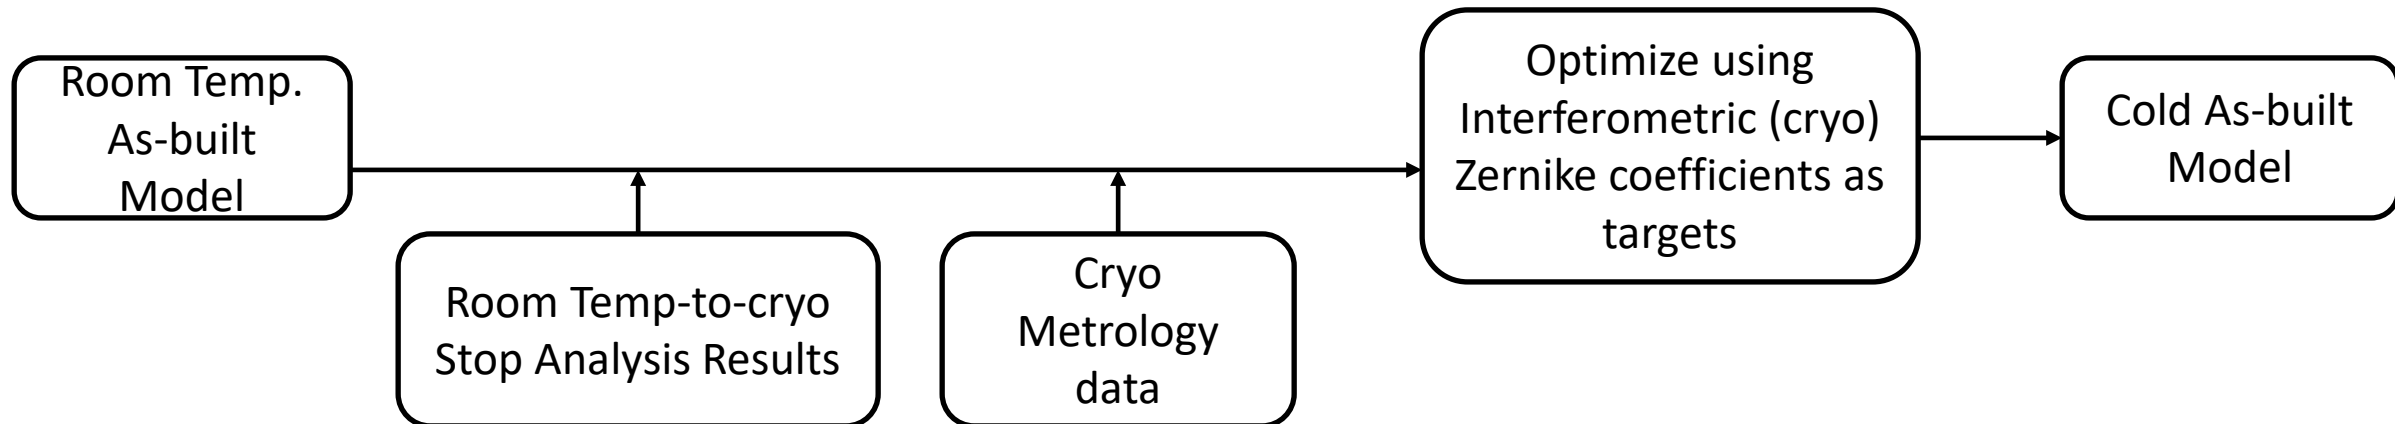 Room Temp.
As-built
Model
Room Temp-to-cryo
Stop Analysis Results
Cryo
Metrology
data
Optimize using
Interferometric (cryo)
Zernike coefficients as
targets
Cold As-built
Model